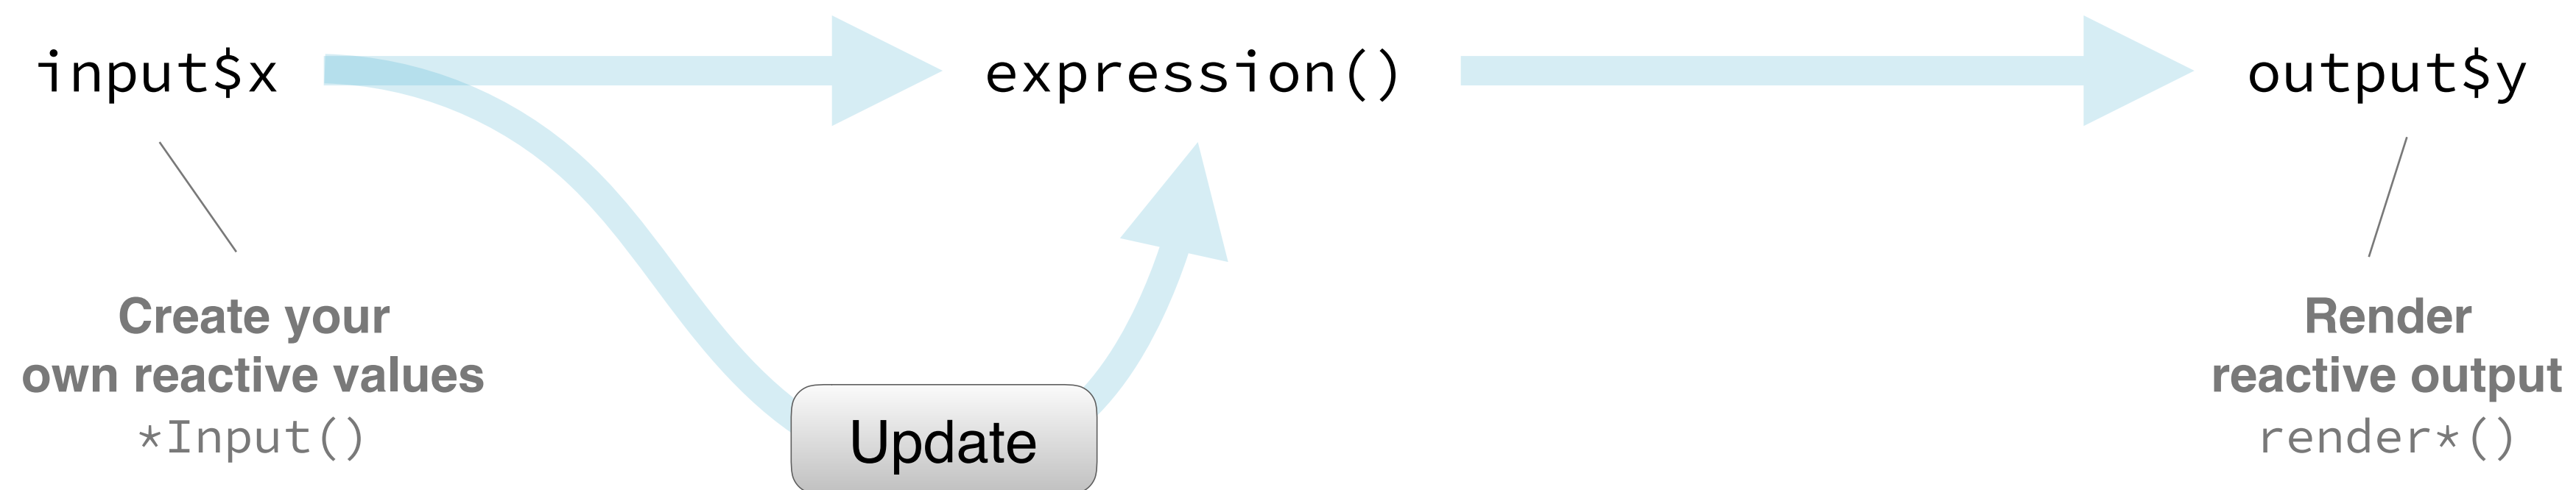 input$x
expression()
output$y
Create your
own reactive values
*Input()
Update
Render
reactive output
render*()